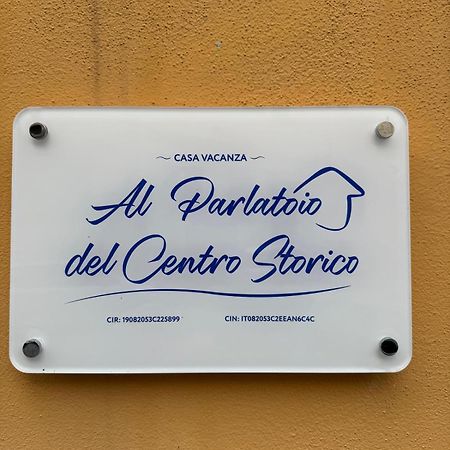 ~ CASA VACANZA ~
Al Parlatoio
del Centro Storico
CIR: 19082053C225899 CIN: IT082053C2EEAN6C4C